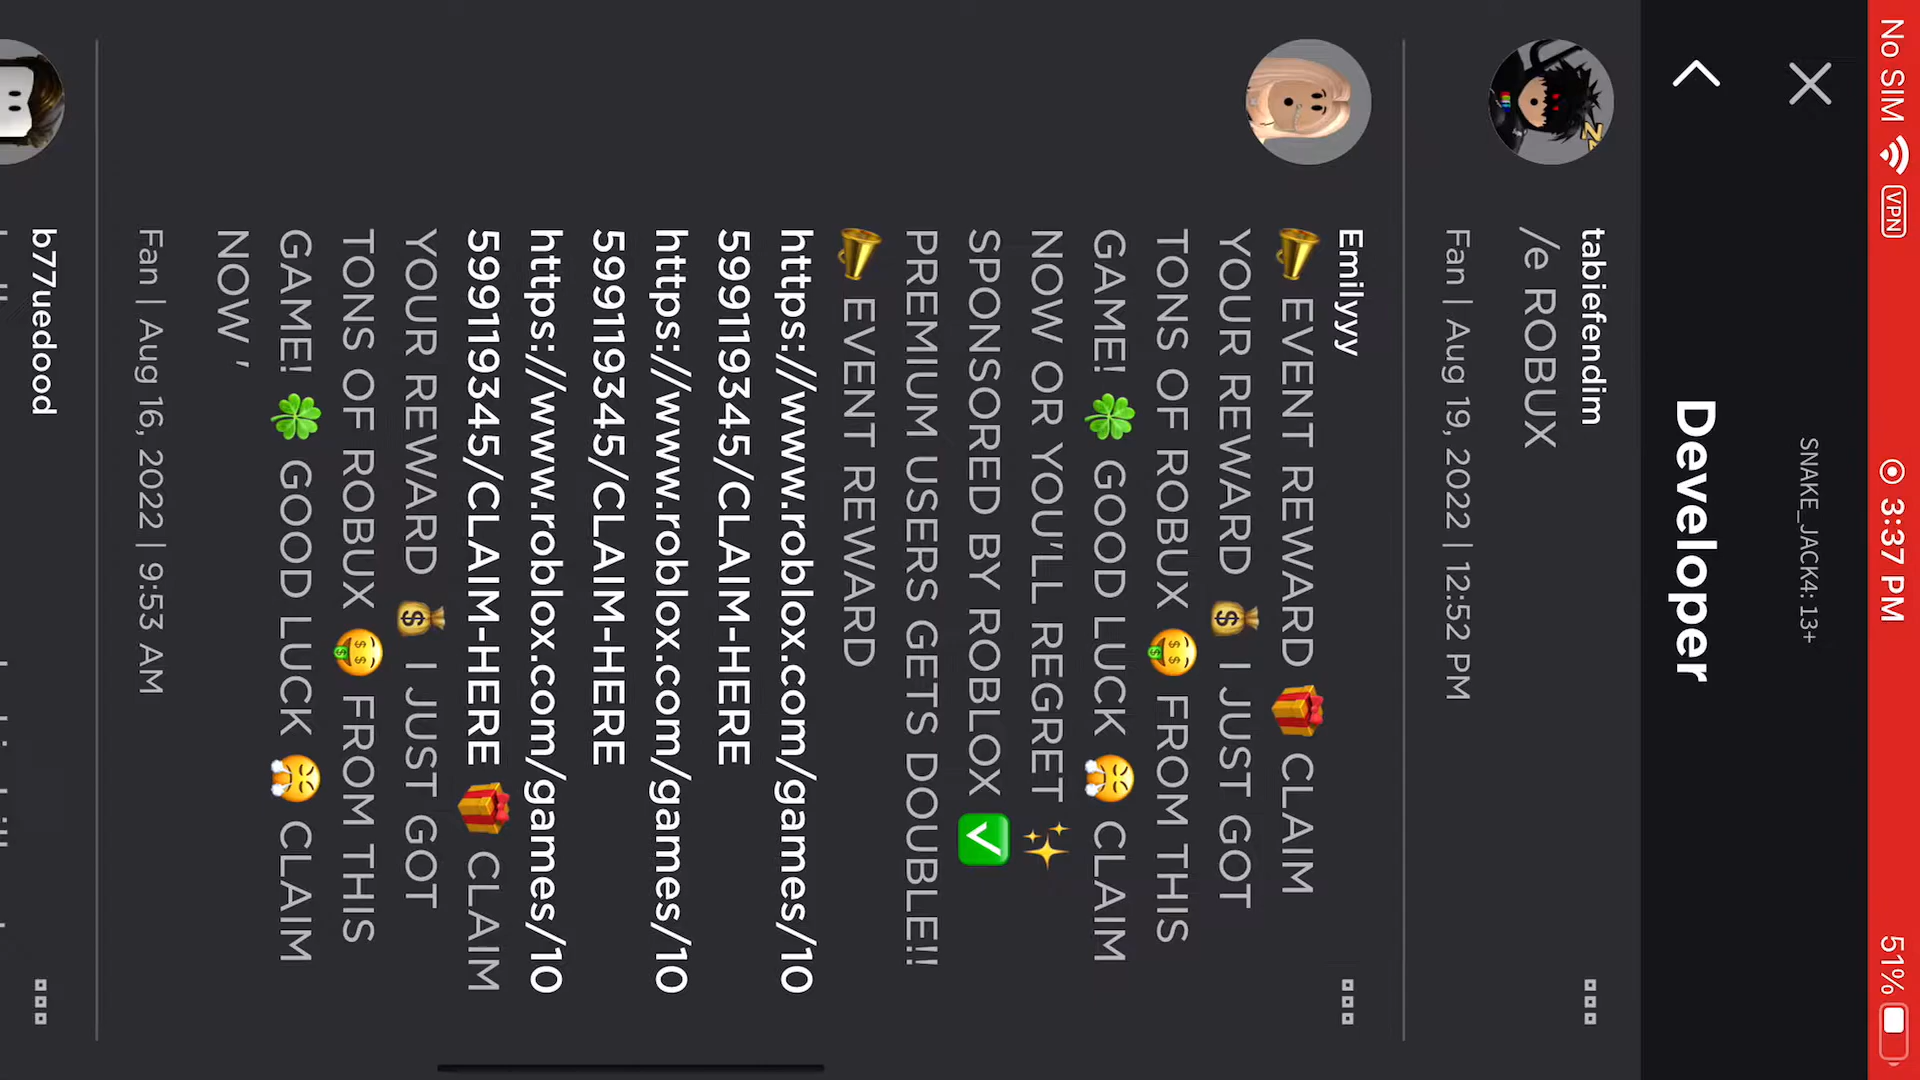 No SIM VPN 3:37 PM 51%
SNAKE_JACK4: 13+
Developer
tabiefendim
/e ROBUX
Fan | Aug 19, 2022 | 12:52 PM
Emilyyy
📣 EVENT REWARD 🎁 CLAIM
YOUR REWARD 💰 I JUST GOT
TONS OF ROBUX 🤑 FROM THIS
GAME! 🍀 GOOD LUCK 😤 CLAIM
NOW OR YOU'LL REGRET ✨
SPONSORED BY ROBLOX ✅
PREMIUM USERS GETS DOUBLE!!
📣 EVENT REWARD
https://www.roblox.com/games/10
599119345/CLAIM-HERE
https://www.roblox.com/games/10
599119345/CLAIM-HERE
https://www.roblox.com/games/10
599119345/CLAIM-HERE 🎁 CLAIM
YOUR REWARD 💰 I JUST GOT
TONS OF ROBUX 🤑 FROM THIS
GAME! 🍀 GOOD LUCK 😤 CLAIM
NOW '
Fan | Aug 16, 2022 | 9:53 AM
b77uedood